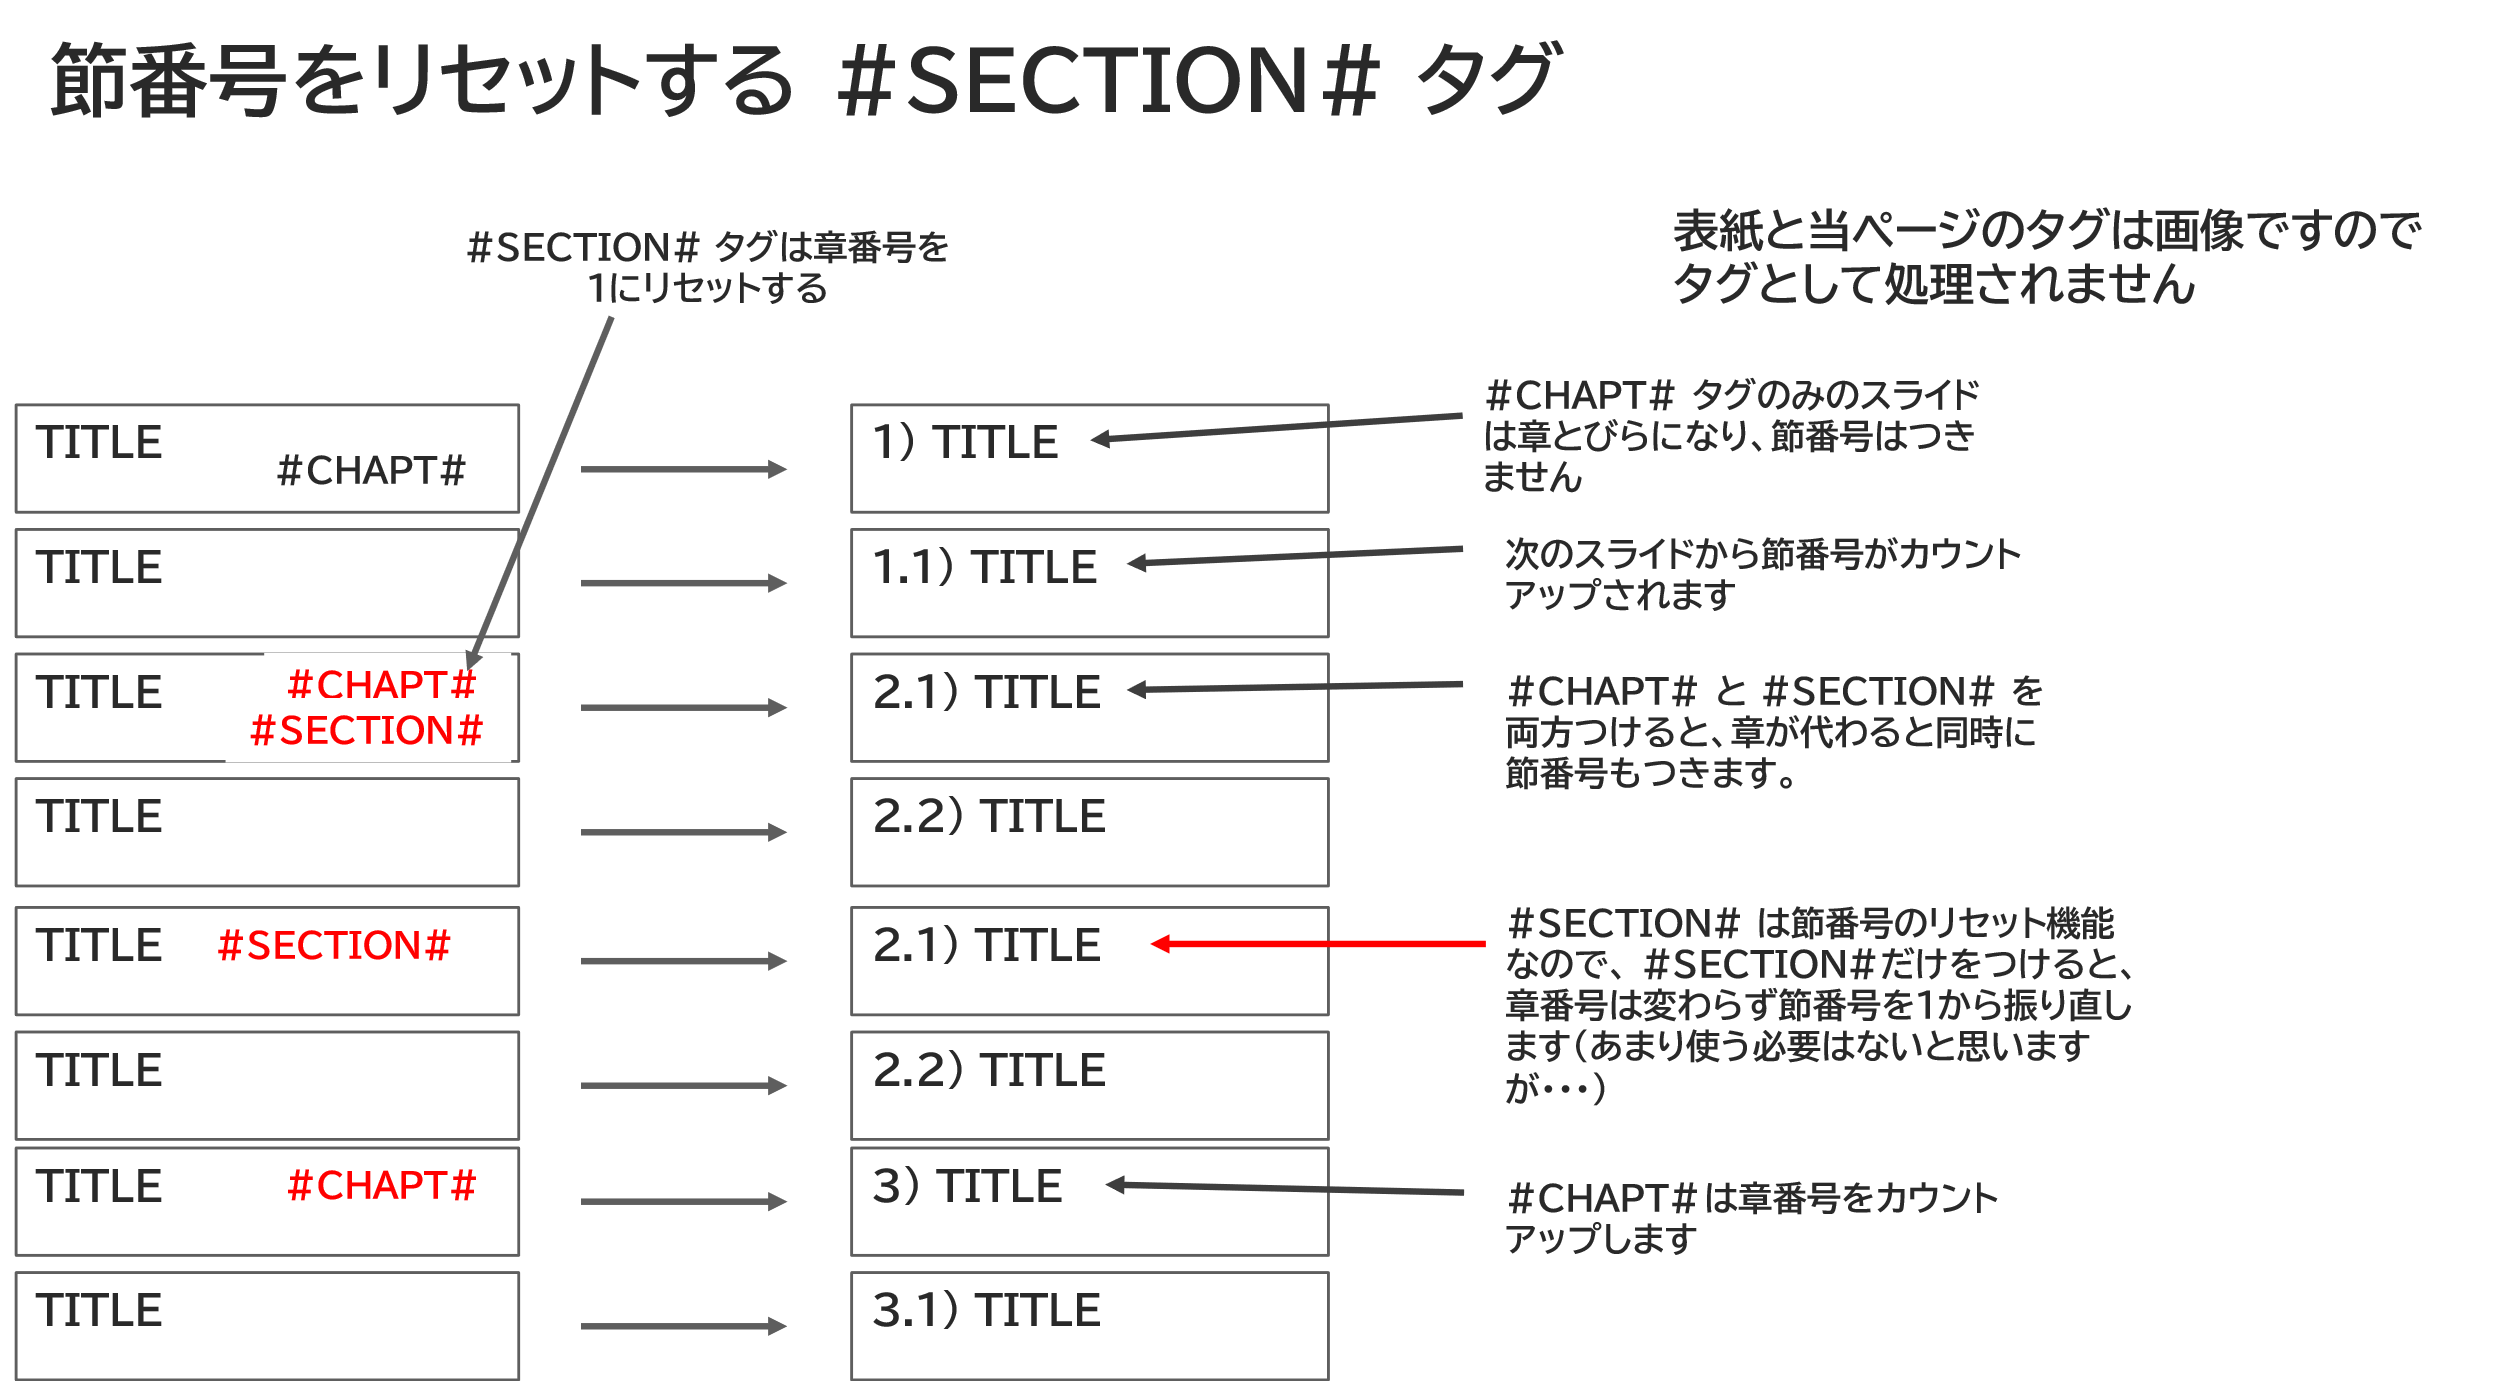 節番号をリセットする ＃SECTION＃ タグ
表紙と当ページのタグは画像ですので
タグとして処理されません
＃SECTION＃ タグは章番号を
1にリセットする
TITLE
＃CHAPT＃
1） TITLE
＃CHAPT＃ タグのみのスライド
は章とびらになり、節番号はつき
ません
TITLE
1.1） TITLE
次のスライドから節番号がカウント
アップされます
TITLE
＃CHAPT＃
＃SECTION＃
2.1） TITLE
＃CHAPT＃ と ＃SECTION＃ を
両方つけると、章が代わると同時に
節番号もつきます。
TITLE
2.2） TITLE
TITLE
＃SECTION＃
2.1） TITLE
＃SECTION＃ は節番号のリセット機能
なので、＃SECTION＃だけをつけると、
章番号は変わらず節番号を1から振り直し
ます（あまり使う必要はないと思います
が・・・）
TITLE
2.2） TITLE
TITLE
＃CHAPT＃
3） TITLE
＃CHAPT＃は章番号をカウント
アップします
TITLE
3.1） TITLE